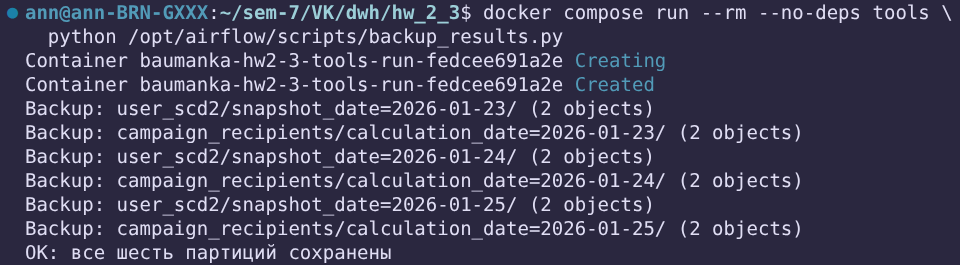 ann@ann-BRN-GXXX:~/sem-7/VK/dwh/hw_2_3$ docker compose run --rm --no-deps tools \
  python /opt/airflow/scripts/backup_results.py
Container baumanka-hw2-3-tools-run-fedcee691a2e Creating
Container baumanka-hw2-3-tools-run-fedcee691a2e Created
Backup: user_scd2/snapshot_date=2026-01-23/ (2 objects)
Backup: campaign_recipients/calculation_date=2026-01-23/ (2 objects)
Backup: user_scd2/snapshot_date=2026-01-24/ (2 objects)
Backup: campaign_recipients/calculation_date=2026-01-24/ (2 objects)
Backup: user_scd2/snapshot_date=2026-01-25/ (2 objects)
Backup: campaign_recipients/calculation_date=2026-01-25/ (2 objects)
OK: все шесть партиций сохранены